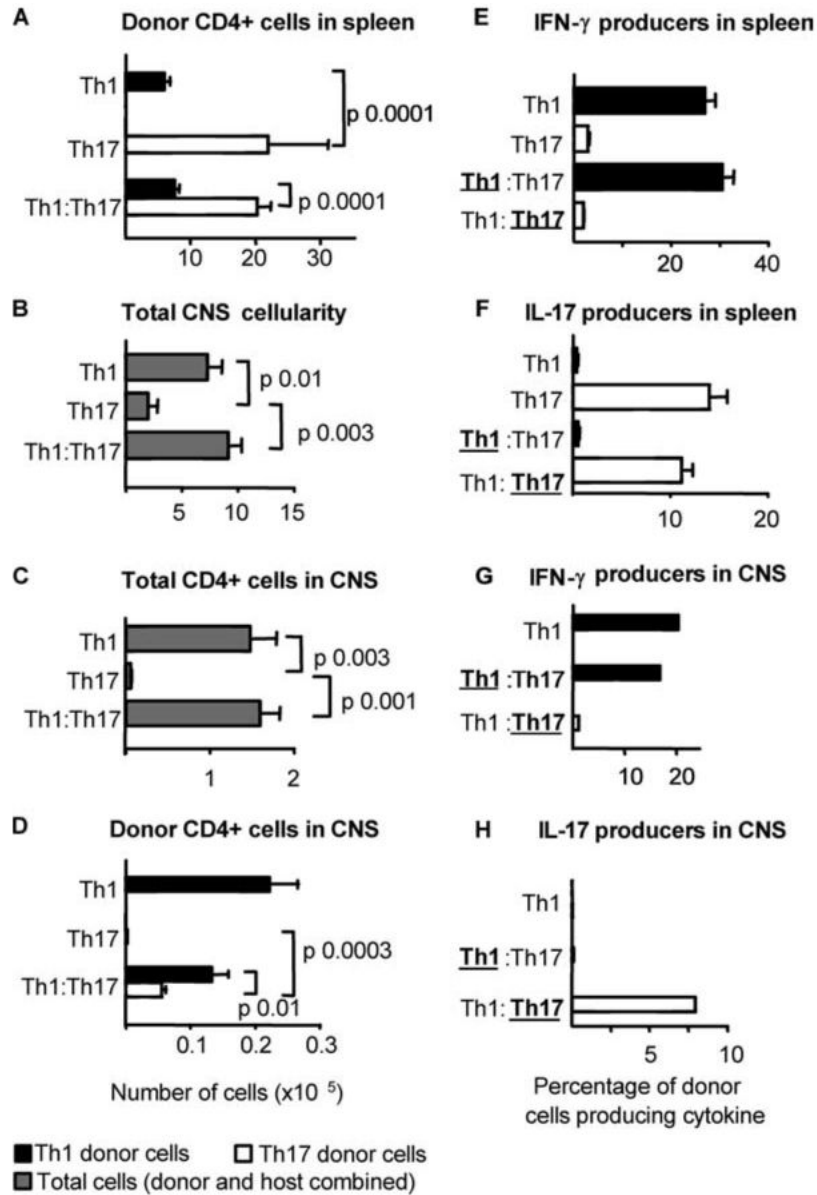 A Donor CD4+ cells in spleen
Th1
Th17
Th1:Th17
p 0.0001
p 0.0001
10 20 30
B Total CNS cellularity
Th1
Th17
Th1:Th17
p 0.01
p 0.003
5 10 15
C Total CD4+ cells in CNS
Th1
Th17
Th1:Th17
p 0.003
p 0.001
1 2
D Donor CD4+ cells in CNS
Th1
Th17
Th1:Th17
p 0.0003
p 0.01
0.1 0.2 0.3
Number of cells (x10 5)
E IFN-γ producers in spleen
Th1
Th17
Th1 :Th17
Th1: Th17
20 40
F IL-17 producers in spleen
Th1
Th17
Th1 :Th17
Th1: Th17
10 20
G IFN-γ producers in CNS
Th1
Th1 :Th17
Th1 :Th17
10 20
H IL-17 producers in CNS
Th1
Th1 :Th17
Th1: Th17
5 10
Percentage of donor
cells producing cytokine
Th1 donor cells Th17 donor cells
Total cells (donor and host combined)